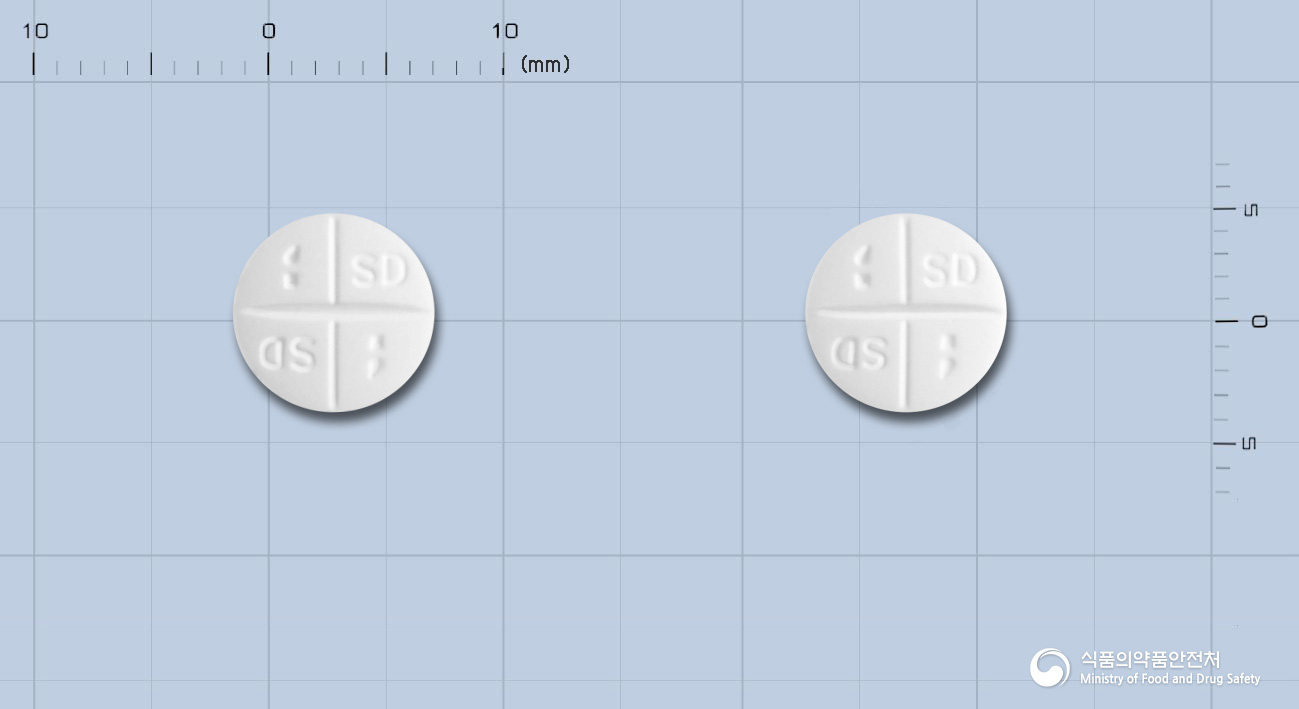 10 0 10
(mm)
; SD
SD ;
; SD
SD ;
5
0
5
식품의약품안전처
Ministry of Food and Drug Safety